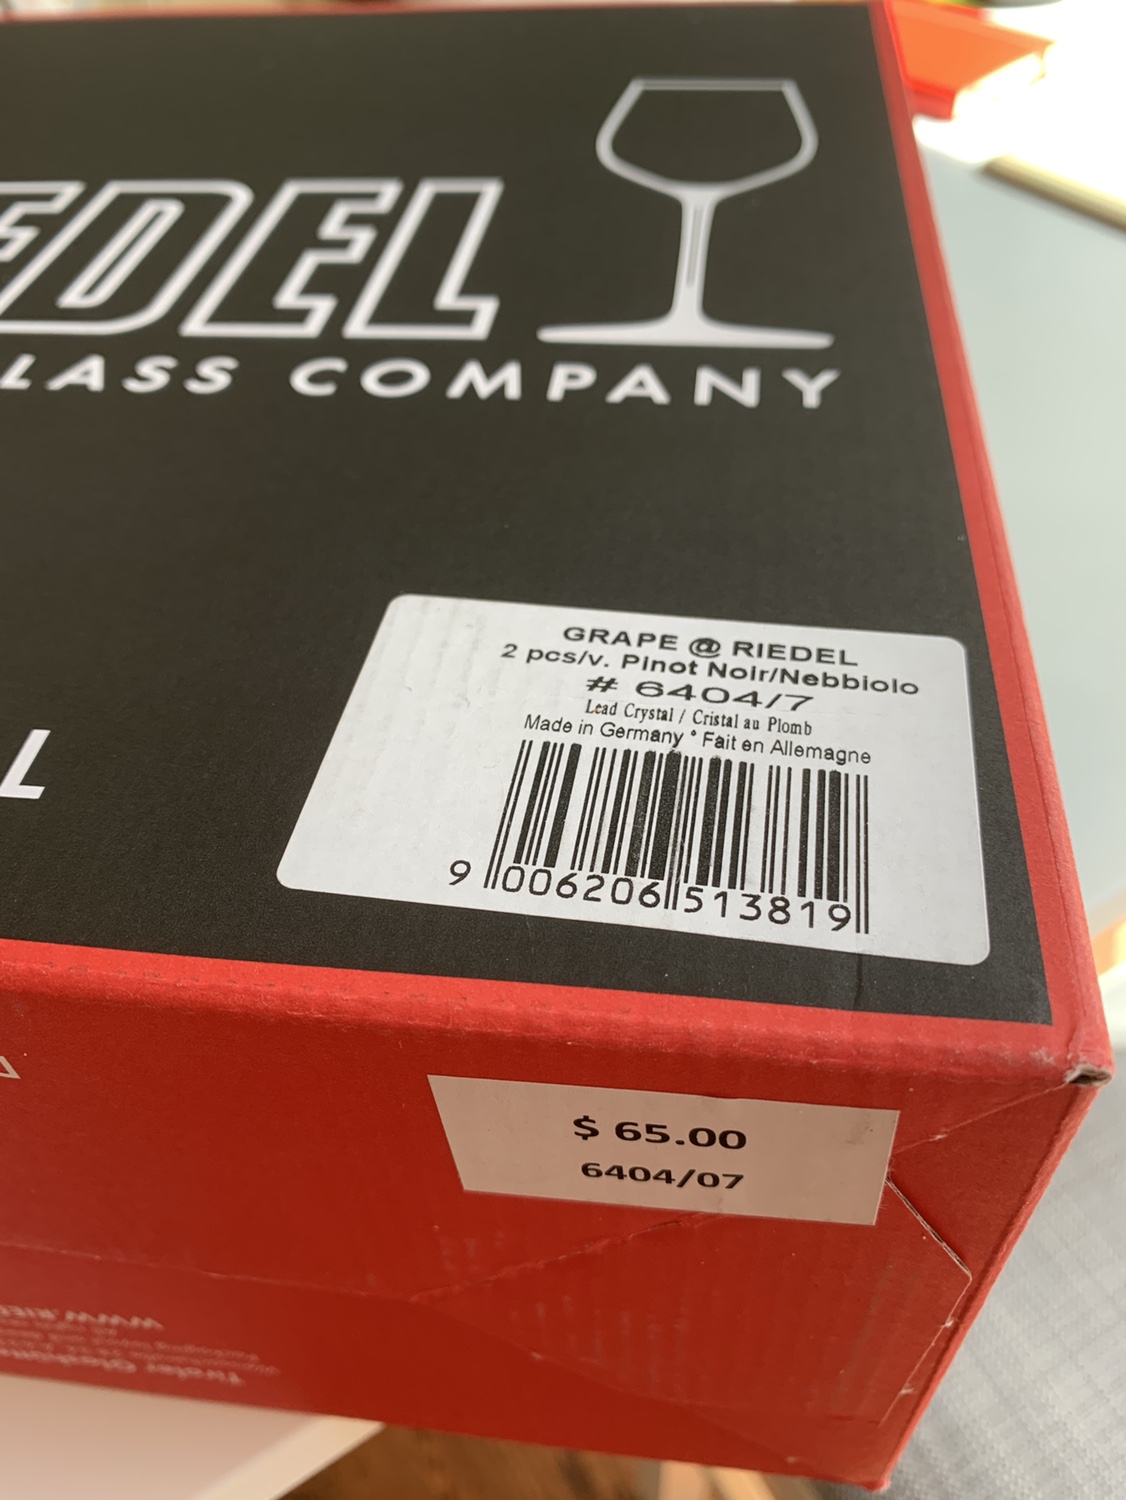 EDEL
LASS COMPANY
GRAPE @ RIEDEL
2 pcs/v. Pinot Noir/Nebbiolo
# 6404/7
Lead Crystal / Cristal au Plomb
Made in Germany ° Fait en Allemagne
9 006206 513819
L
$ 65.00
6404/07
Tiroler